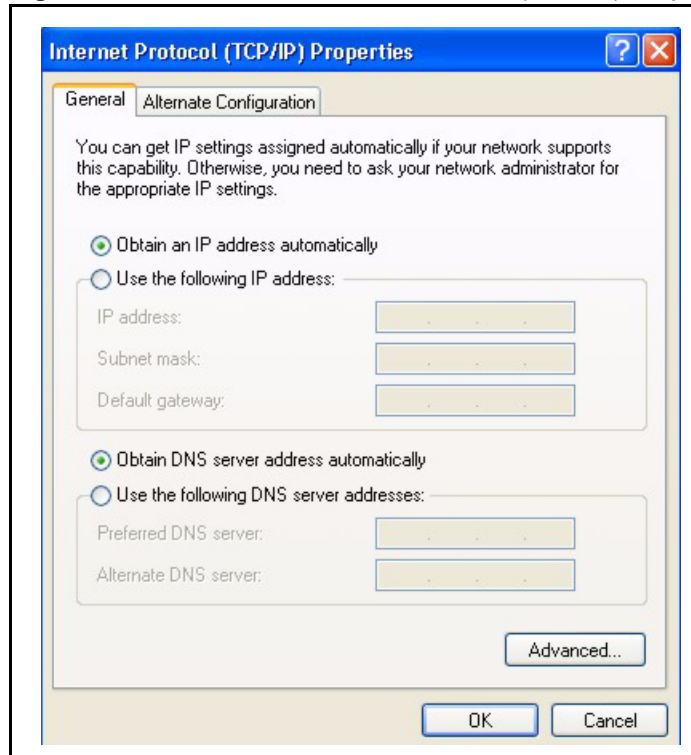 Internet Protocol (TCP/IP) Properties
General
Alternate Configuration
You can get IP settings assigned automatically if your network supports
this capability. Otherwise, you need to ask your network administrator for
the appropriate IP settings.
Obtain an IP address automatically
Use the following IP address:
IP address:
Subnet mask:
Default gateway:
Obtain DNS server address automatically
Use the following DNS server addresses:
Preferred DNS server:
Alternate DNS server:
Advanced...
OK
Cancel